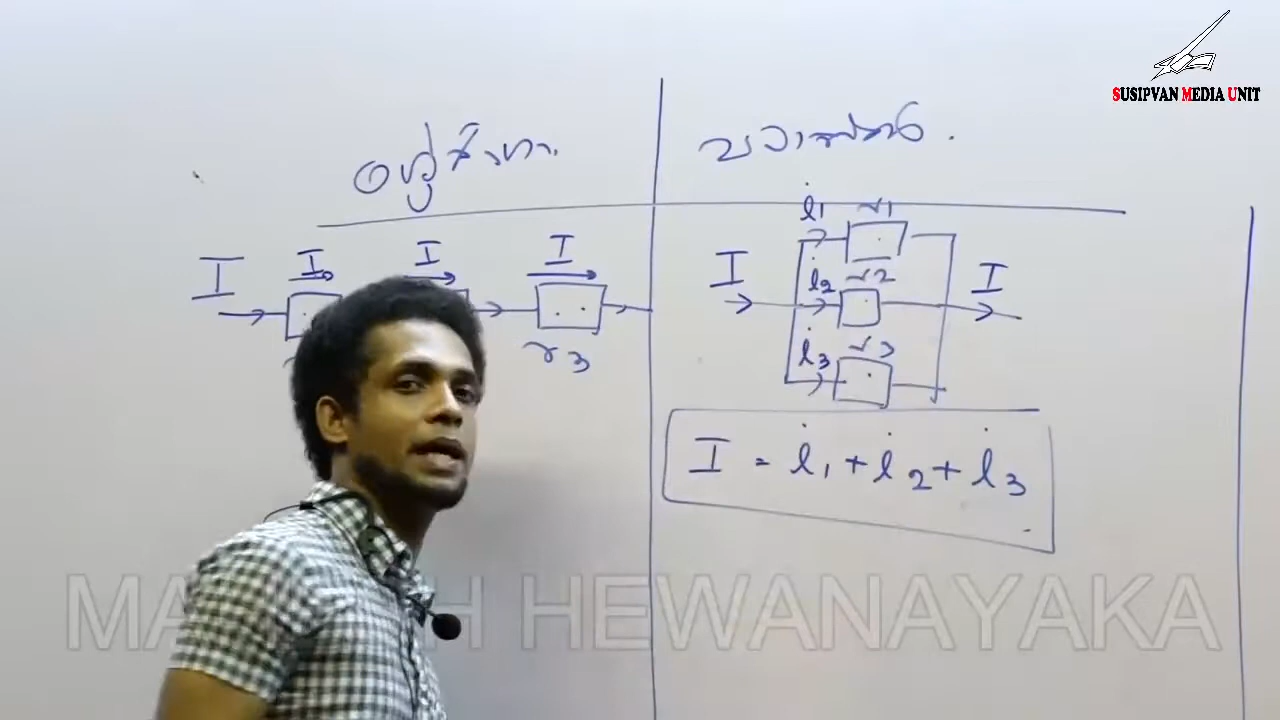 SUSIPVAN MEDIA UNIT
ශ්‍රේණිගත.
සමාන්තර.
I I I I
r3
I i1 r1 I
i2 r2
i3 r3
I = i1 + i2 + i3
HEWANAYAKA